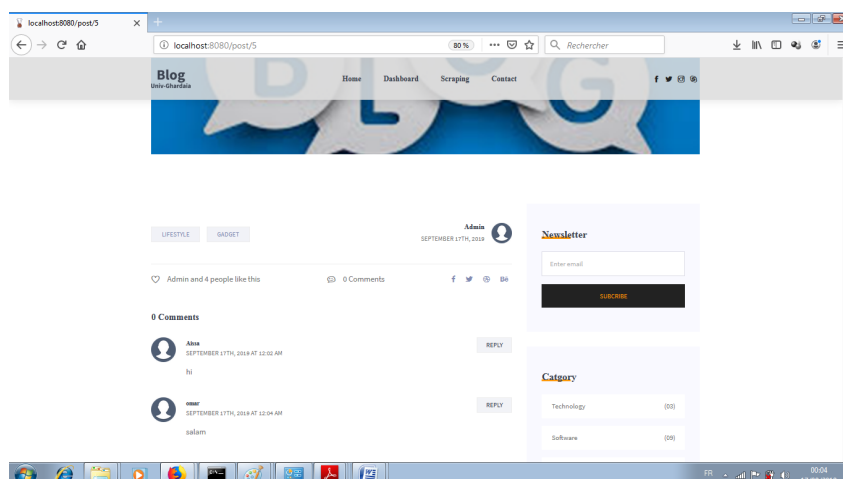 localhost:8080/post/5
localhost:8080/post/5
80 %
Rechercher
Blog
Univ-Ghardaia
Home
Dashboard
Scraping
Contact
LIFESTYLE
GADGET
Admin
SEPTEMBER 17TH, 2019
Newsletter
Enter email
SUBCRIBE
Admin and 4 people like this
0 Comments
Bē
0 Comments
Aissa
SEPTEMBER 17TH, 2019 AT 12:02 AM
REPLY
hi
omar
SEPTEMBER 17TH, 2019 AT 12:04 AM
REPLY
salam
Catgory
Technology
(03)
Software
(09)
FR
00:04